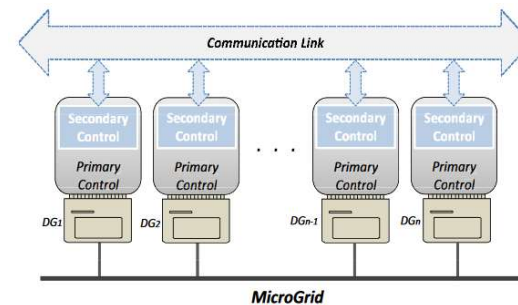 Communication Link
Secondary Control
Primary Control
Secondary Control
Primary Control
. . .
Secondary Control
Primary Control
Secondary Control
Primary Control
DG1
DG2
DGn-1
DGn
MicroGrid